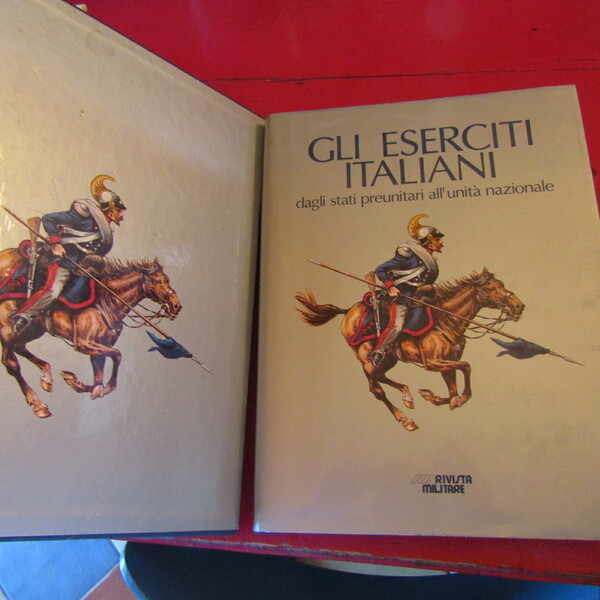 GLI ESERCITI
ITALIANI
dagli stati preunitari all'unità nazionale
RIVISTA
MILITARE